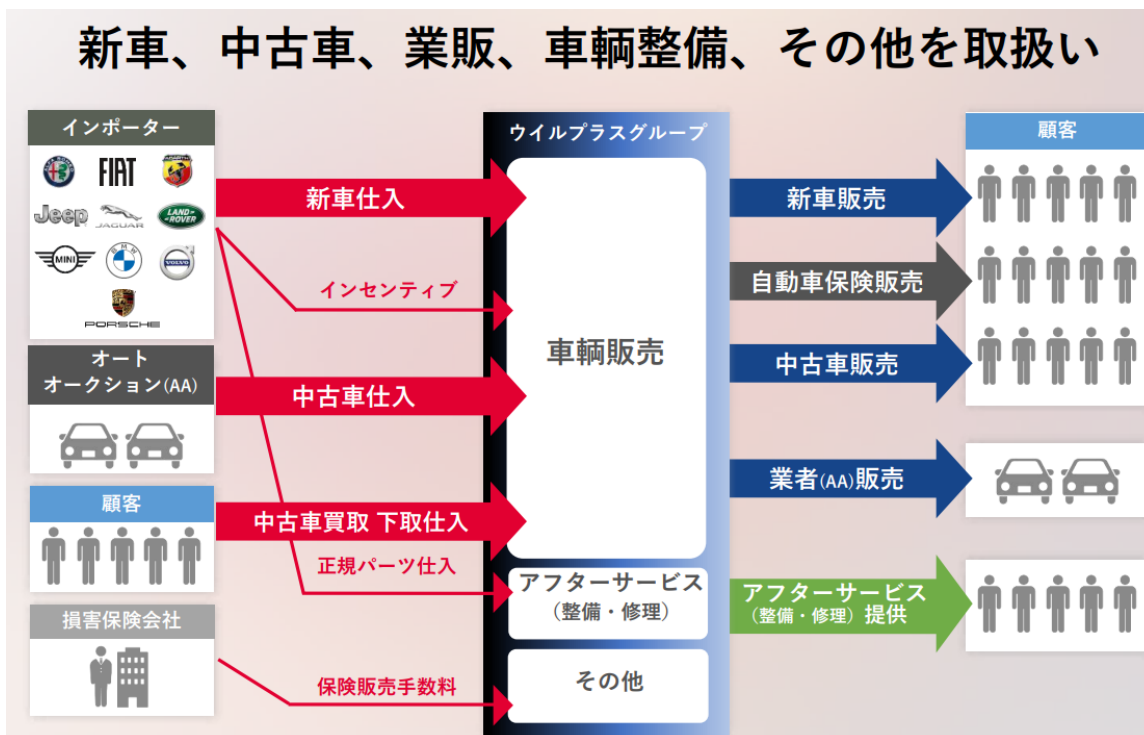 新車、中古車、業販、車輌整備、その他を取扱い
インポーター
ALFA ROMEO
FIAT
ABARTH
Jeep
JAGUAR
LAND-
-ROVER
MINI
BMW
VOLVO
PORSCHE
オート
オークション(AA)
顧客
損害保険会社
新車仕入
インセンティブ
中古車仕入
中古車買取 下取仕入
正規パーツ仕入
保険販売手数料
ウイルプラスグループ
車輌販売
アフターサービス
(整備・修理)
その他
新車販売
自動車保険販売
中古車販売
業者(AA)販売
アフターサービス
(整備・修理) 提供
顧客